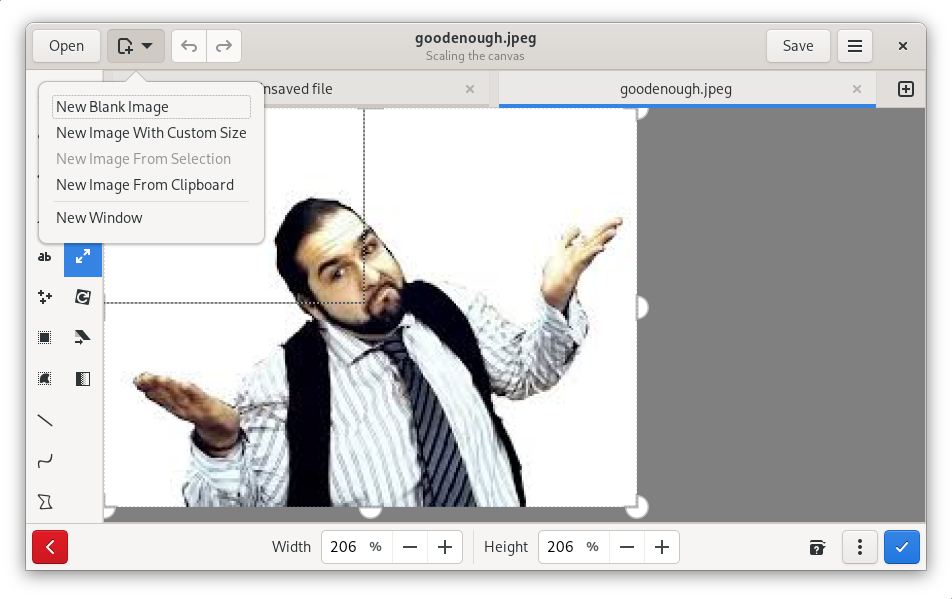 Open
goodenough.jpeg
Scaling the canvas
Save
nsaved file
goodenough.jpeg
New Blank Image
New Image With Custom Size
New Image From Selection
New Image From Clipboard
New Window
ab
Width 206 % Height 206 %